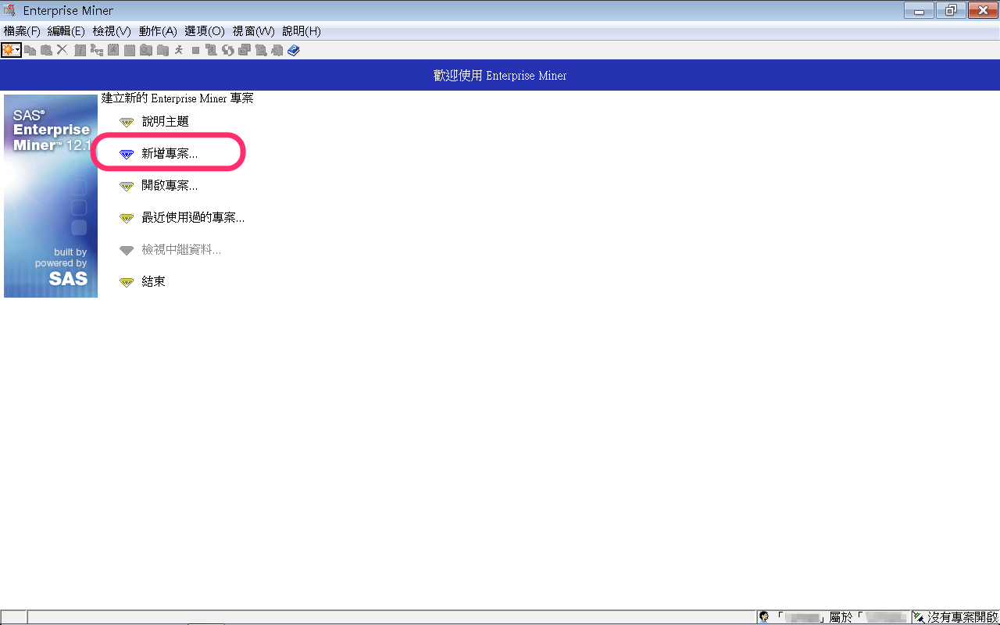 Enterprise Miner
檔案(F) 編輯(E) 檢視(V) 動作(A) 選項(O) 視窗(W) 說明(H)
歡迎使用 Enterprise Miner
建立新的 Enterprise Miner 專案
SAS®
Enterprise
Miner™ 12.1
說明主題
新增專案...
開啟專案...
最近使用過的專案...
檢視中繼資料...
結束
built by
powered by
SAS
「」屬於「
沒有專案開啟